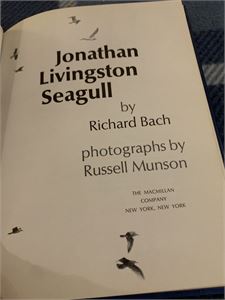 Jonathan
Livingston
Seagull
by
Richard Bach
photographs by
Russell Munson
THE MACMILLAN
COMPANY
NEW YORK, NEW YORK